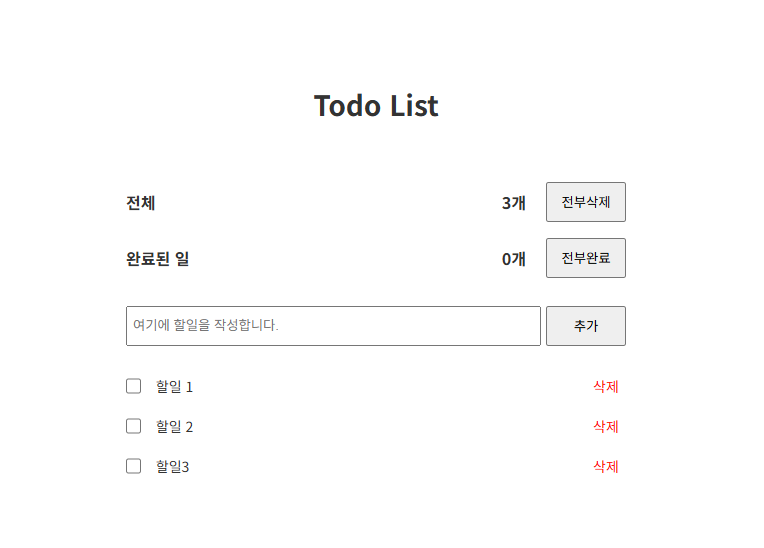 Todo List
전체 3개 전부삭제
완료된 일 0개 전부완료
여기에 할일을 작성합니다. 추가
할일 1 삭제
할일 2 삭제
할일3 삭제